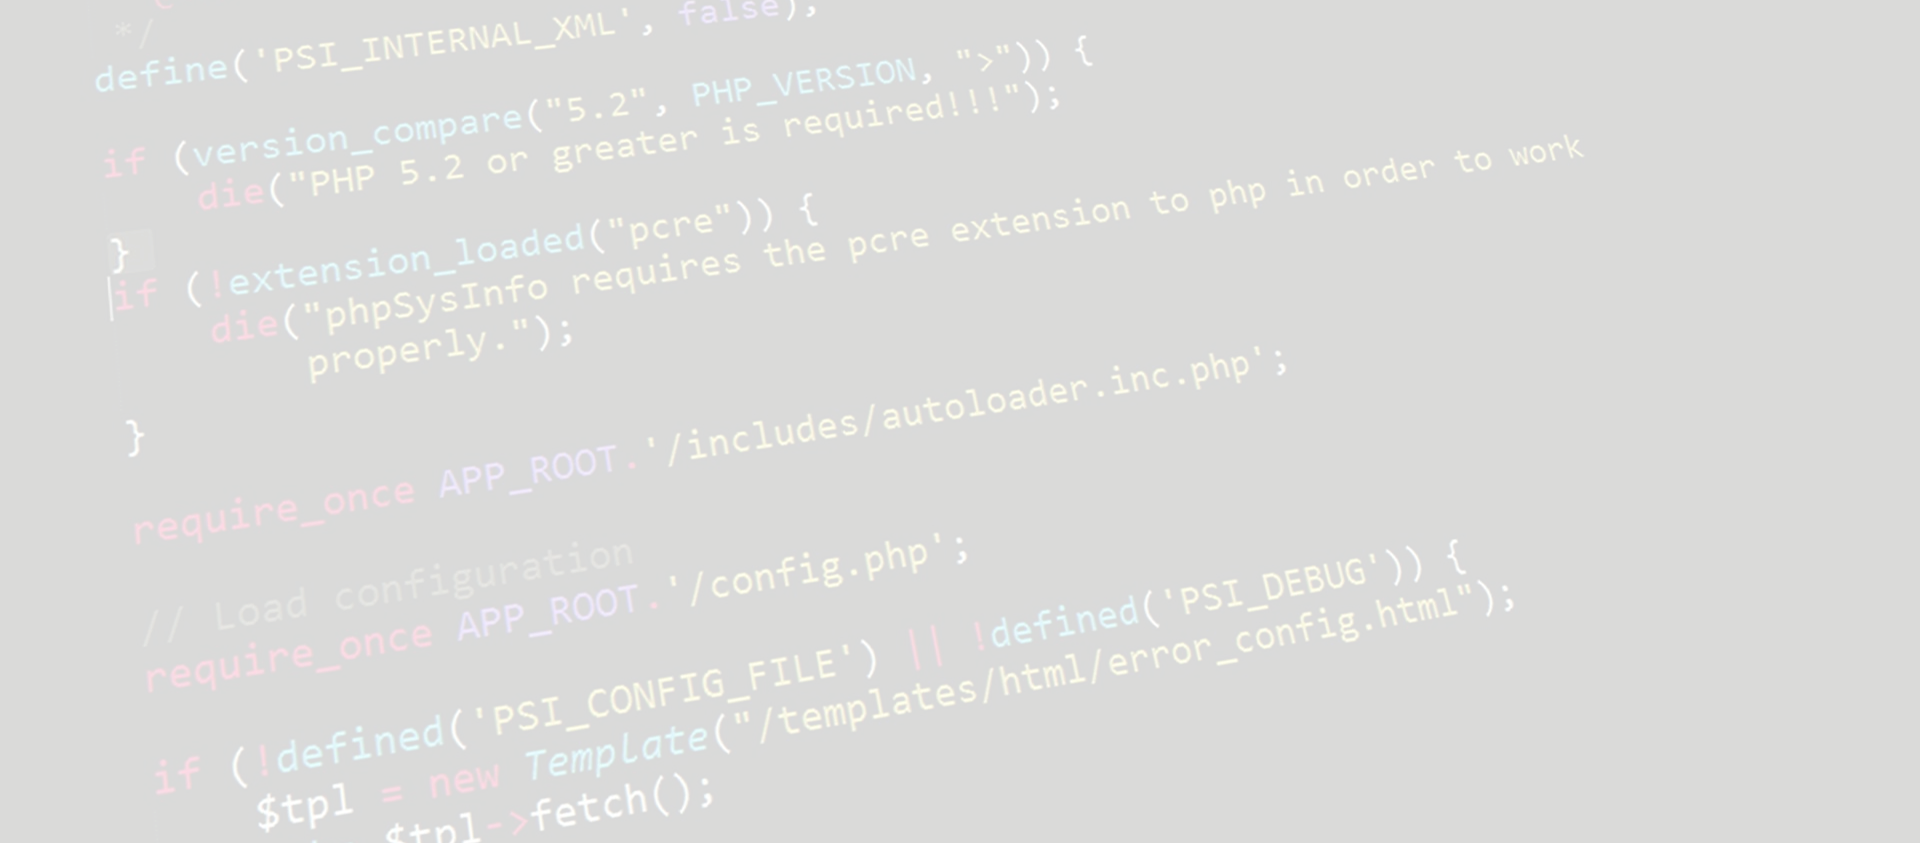 */
define('PSI_INTERNAL_XML', false);
if (version_compare("5.2", PHP_VERSION, ">")) {
die("PHP 5.2 or greater is required!!!");
}
if (!extension_loaded("pcre")) {
die("phpSysInfo requires the pcre extension to php in order to work
properly.");
}
require_once APP_ROOT.'/includes/autoloader.inc.php';
// Load configuration
require_once APP_ROOT.'/config.php';
if (!defined('PSI_CONFIG_FILE') || !defined('PSI_DEBUG')) {
$tpl = new Template("/templates/html/error_config.html");
$tpl->fetch();